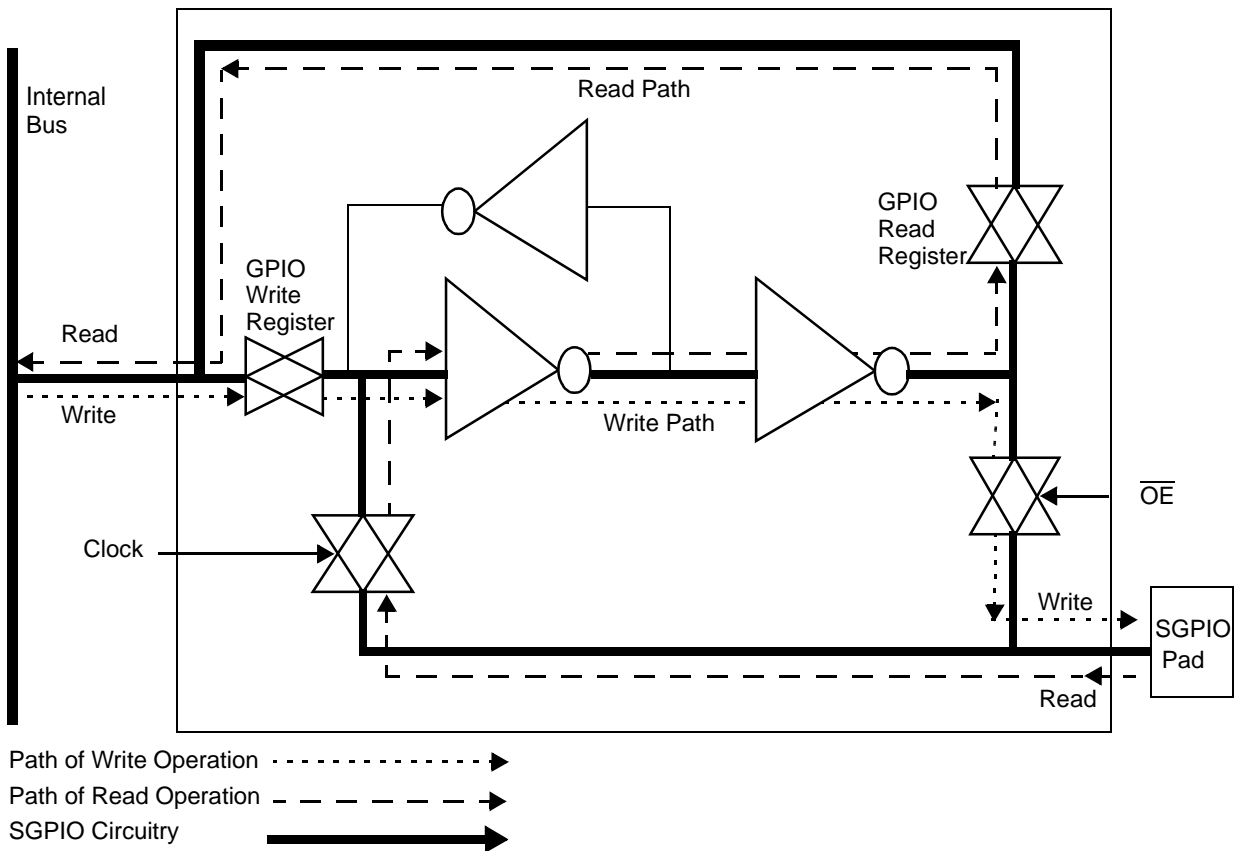 Internal
Bus
Read Path
GPIO
Read
Register
GPIO
Write
Register
Read
Write
Write Path
OE
Clock
Write
SGPIO
Pad
Read
Path of Write Operation
Path of Read Operation
SGPIO Circuitry